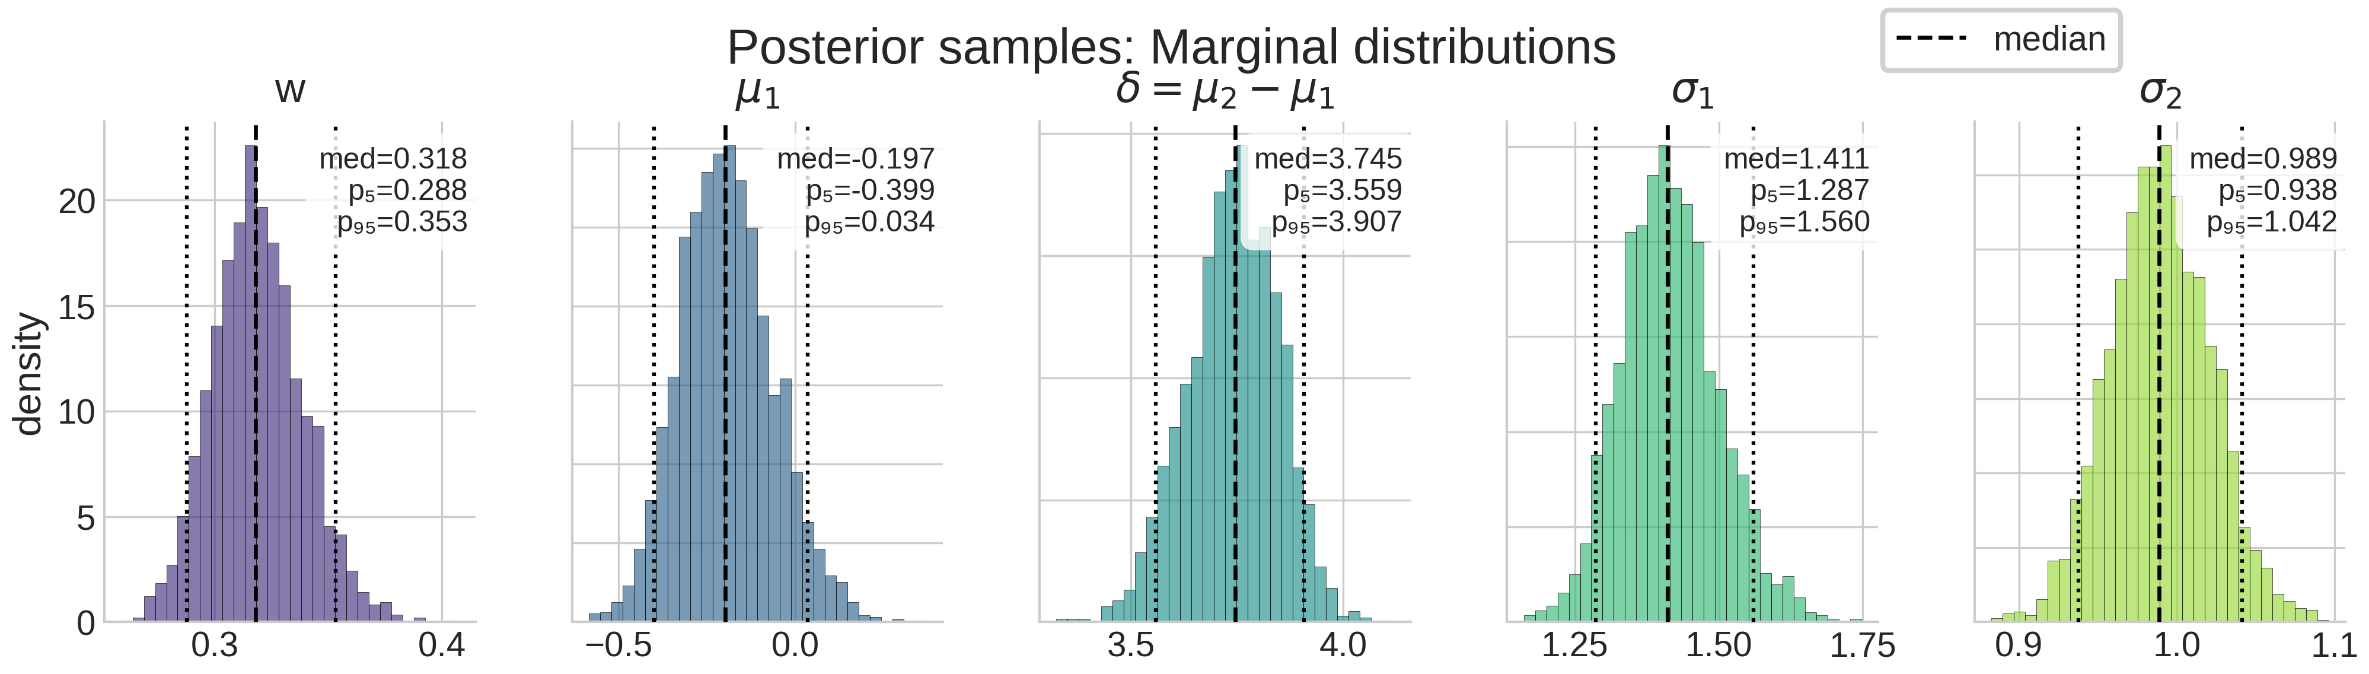 Posterior samples: Marginal distributions
median
w
med=0.318
p₅=0.288
p₉₅=0.353
density
20
15
10
5
0
0.3
0.4
μ₁
med=-0.197
p₅=-0.399
p₉₅=0.034
−0.5
0.0
δ = μ₂ − μ₁
med=3.745
p₅=3.559
p₉₅=3.907
3.5
4.0
σ₁
med=1.411
p₅=1.287
p₉₅=1.560
1.25
1.50
1.75
σ₂
med=0.989
p₅=0.938
p₉₅=1.042
0.9
1.0
1.1